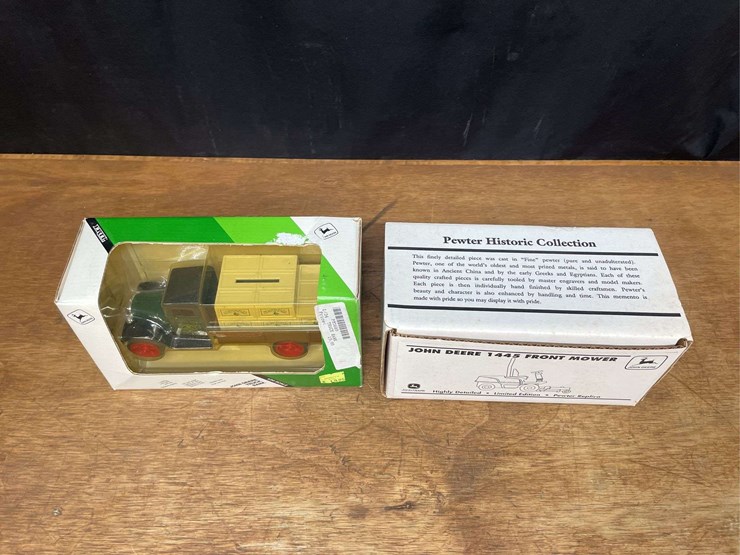 Pewter Historic Collection
This finely detailed piece was cast in "Fine" pewter (pure and unadulterated).
Pewter, one of the world's oldest and most prized metals, is said to have been
known in Ancient China and by the early Greeks and Egyptians. Each of these
quality crafted pieces is carefully tooled by master engravers and model makers.
Each piece is then individually hand finished by skilled craftsmen. Pewter's
beauty and character is also enhanced by handling and time. This memento is
made with pride so you may display it with pride.
JOHN DEERE 1445 FRONT MOWER
JOHN DEERE
Highly Detailed • Limited Edition • Pewter Replica